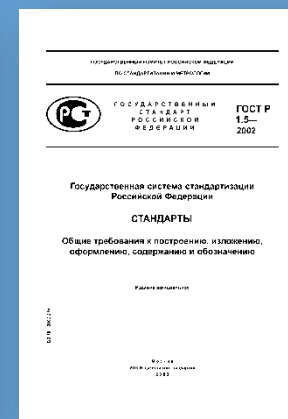 ГОСУДАРСТВЕННЫЙ КОМИТЕТ РОССИЙСКОЙ ФЕДЕРАЦИИ
ПО СТАНДАРТИЗАЦИИ И МЕТРОЛОГИИ
РСТ
ГОСУДАРСТВЕННЫЙ
СТАНДАРТ
РОССИЙСКОЙ
ФЕДЕРАЦИИ
ГОСТ Р
1.5—
2002
Государственная система стандартизации
Российской Федерации
СТАНДАРТЫ
Общие требования к построению, изложению,
оформлению, содержанию и обозначению
Издание официальное
Москва